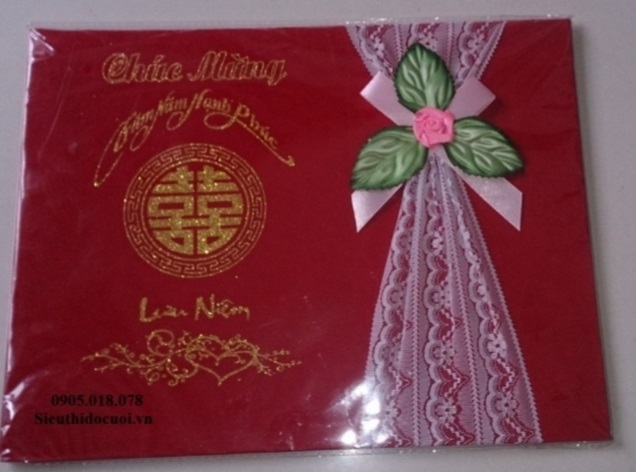 Chúc Mừng
Trăm Năm Hạnh Phúc
囍
Lưu Niệm
0905.018.078
Sieuthidocuoi.vn